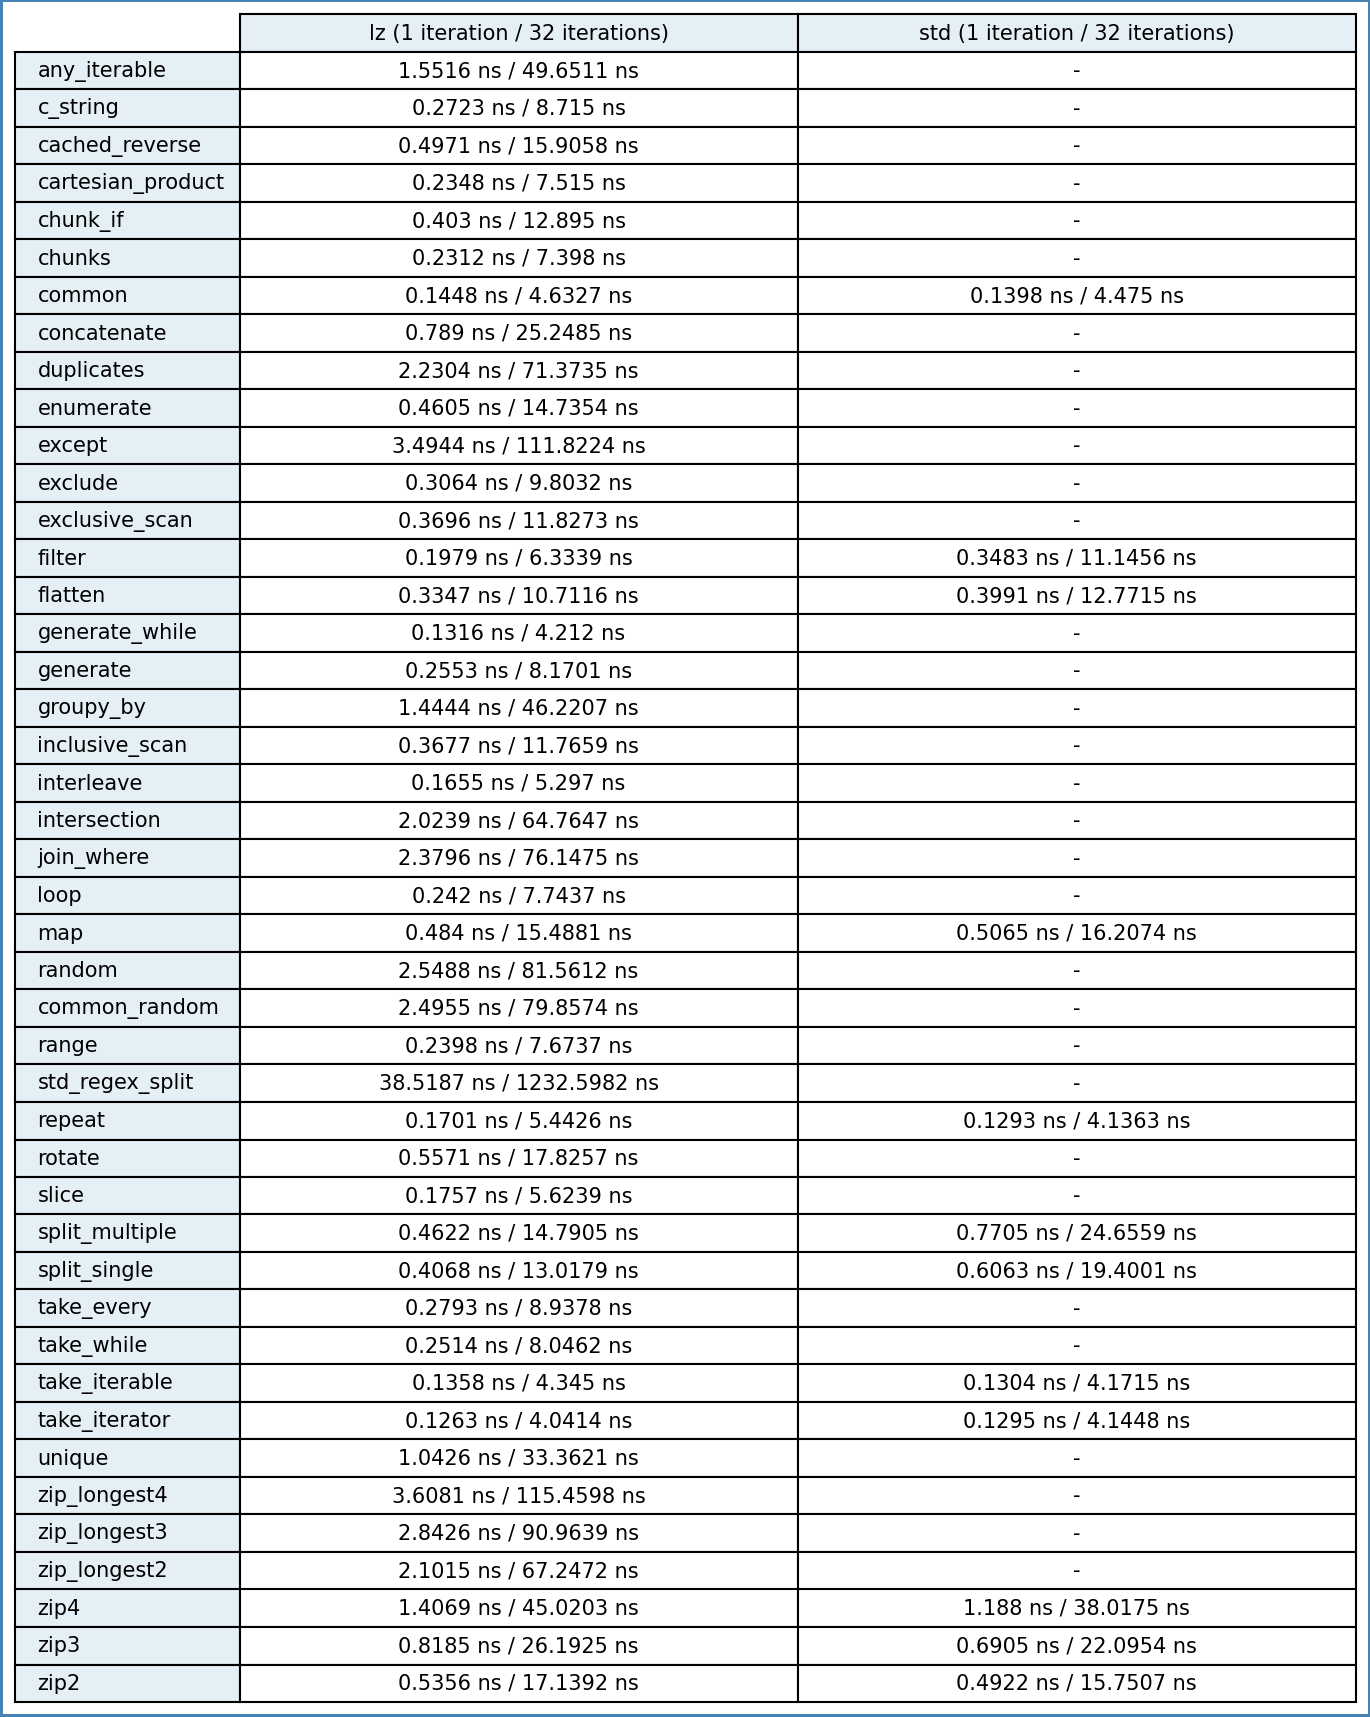 lz (1 iteration / 32 iterations) std (1 iteration / 32 iterations)
any_iterable 1.5516 ns / 49.6511 ns -
c_string 0.2723 ns / 8.715 ns -
cached_reverse 0.4971 ns / 15.9058 ns -
cartesian_product 0.2348 ns / 7.515 ns -
chunk_if 0.403 ns / 12.895 ns -
chunks 0.2312 ns / 7.398 ns -
common 0.1448 ns / 4.6327 ns 0.1398 ns / 4.475 ns
concatenate 0.789 ns / 25.2485 ns -
duplicates 2.2304 ns / 71.3735 ns -
enumerate 0.4605 ns / 14.7354 ns -
except 3.4944 ns / 111.8224 ns -
exclude 0.3064 ns / 9.8032 ns -
exclusive_scan 0.3696 ns / 11.8273 ns -
filter 0.1979 ns / 6.3339 ns 0.3483 ns / 11.1456 ns
flatten 0.3347 ns / 10.7116 ns 0.3991 ns / 12.7715 ns
generate_while 0.1316 ns / 4.212 ns -
generate 0.2553 ns / 8.1701 ns -
groupy_by 1.4444 ns / 46.2207 ns -
inclusive_scan 0.3677 ns / 11.7659 ns -
interleave 0.1655 ns / 5.297 ns -
intersection 2.0239 ns / 64.7647 ns -
join_where 2.3796 ns / 76.1475 ns -
loop 0.242 ns / 7.7437 ns -
map 0.484 ns / 15.4881 ns 0.5065 ns / 16.2074 ns
random 2.5488 ns / 81.5612 ns -
common_random 2.4955 ns / 79.8574 ns -
range 0.2398 ns / 7.6737 ns -
std_regex_split 38.5187 ns / 1232.5982 ns -
repeat 0.1701 ns / 5.4426 ns 0.1293 ns / 4.1363 ns
rotate 0.5571 ns / 17.8257 ns -
slice 0.1757 ns / 5.6239 ns -
split_multiple 0.4622 ns / 14.7905 ns 0.7705 ns / 24.6559 ns
split_single 0.4068 ns / 13.0179 ns 0.6063 ns / 19.4001 ns
take_every 0.2793 ns / 8.9378 ns -
take_while 0.2514 ns / 8.0462 ns -
take_iterable 0.1358 ns / 4.345 ns 0.1304 ns / 4.1715 ns
take_iterator 0.1263 ns / 4.0414 ns 0.1295 ns / 4.1448 ns
unique 1.0426 ns / 33.3621 ns -
zip_longest4 3.6081 ns / 115.4598 ns -
zip_longest3 2.8426 ns / 90.9639 ns -
zip_longest2 2.1015 ns / 67.2472 ns -
zip4 1.4069 ns / 45.0203 ns 1.188 ns / 38.0175 ns
zip3 0.8185 ns / 26.1925 ns 0.6905 ns / 22.0954 ns
zip2 0.5356 ns / 17.1392 ns 0.4922 ns / 15.7507 ns